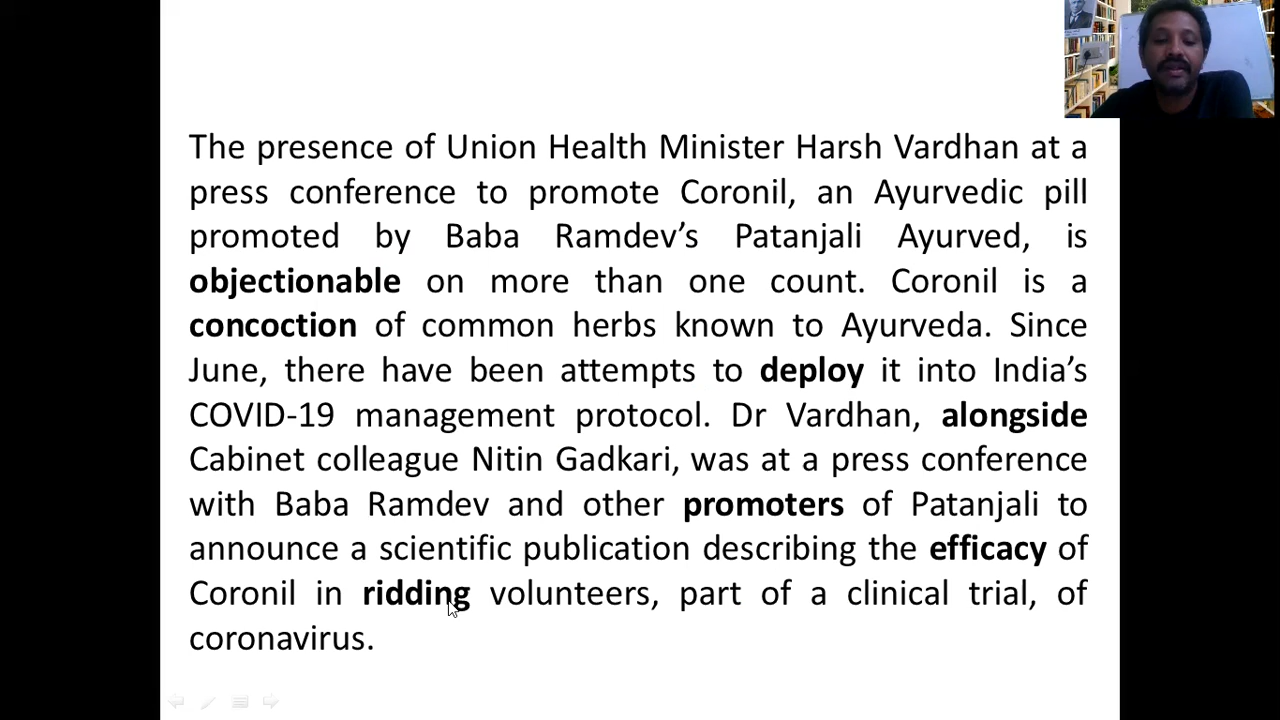 The presence of Union Health Minister Harsh Vardhan at a
press conference to promote Coronil, an Ayurvedic pill
promoted by Baba Ramdev’s Patanjali Ayurved, is
objectionable on more than one count. Coronil is a
concoction of common herbs known to Ayurveda. Since
June, there have been attempts to deploy it into India’s
COVID-19 management protocol. Dr Vardhan, alongside
Cabinet colleague Nitin Gadkari, was at a press conference
with Baba Ramdev and other promoters of Patanjali to
announce a scientific publication describing the efficacy of
Coronil in ridding volunteers, part of a clinical trial, of
coronavirus.